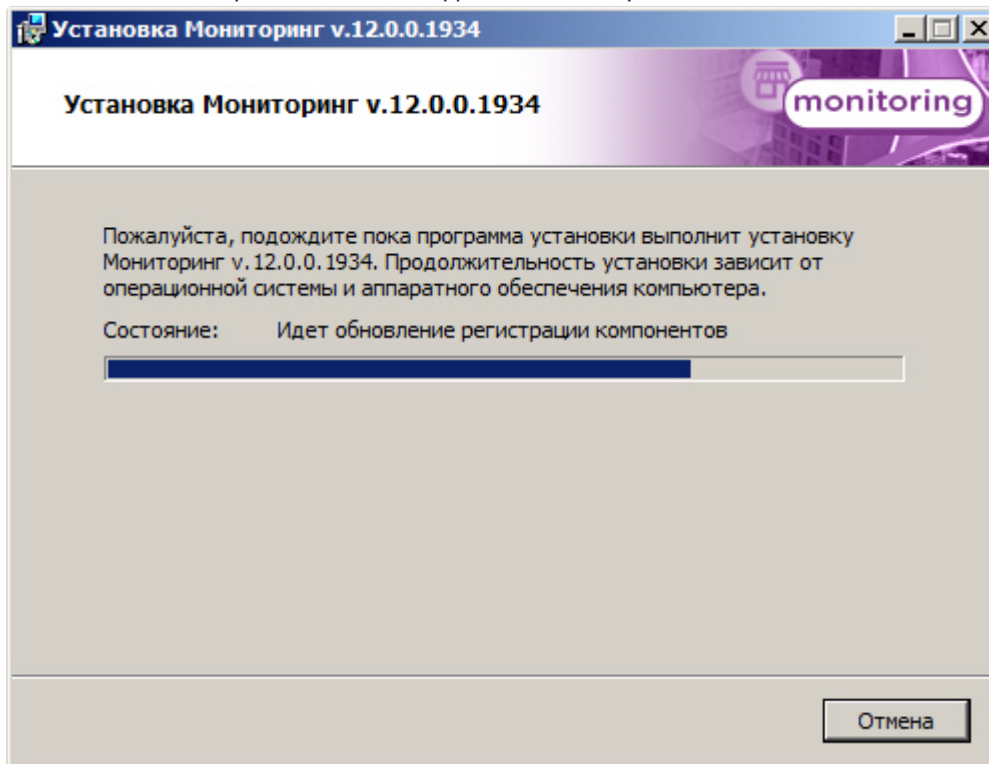 Установка Мониторинг v.12.0.0.1934
Установка Мониторинг v.12.0.0.1934
monitoring
Пожалуйста, подождите пока программа установки выполнит установку
Мониторинг v.12.0.0.1934. Продолжительность установки зависит от
операционной системы и аппаратного обеспечения компьютера.
Состояние: Идет обновление регистрации компонентов
Отмена